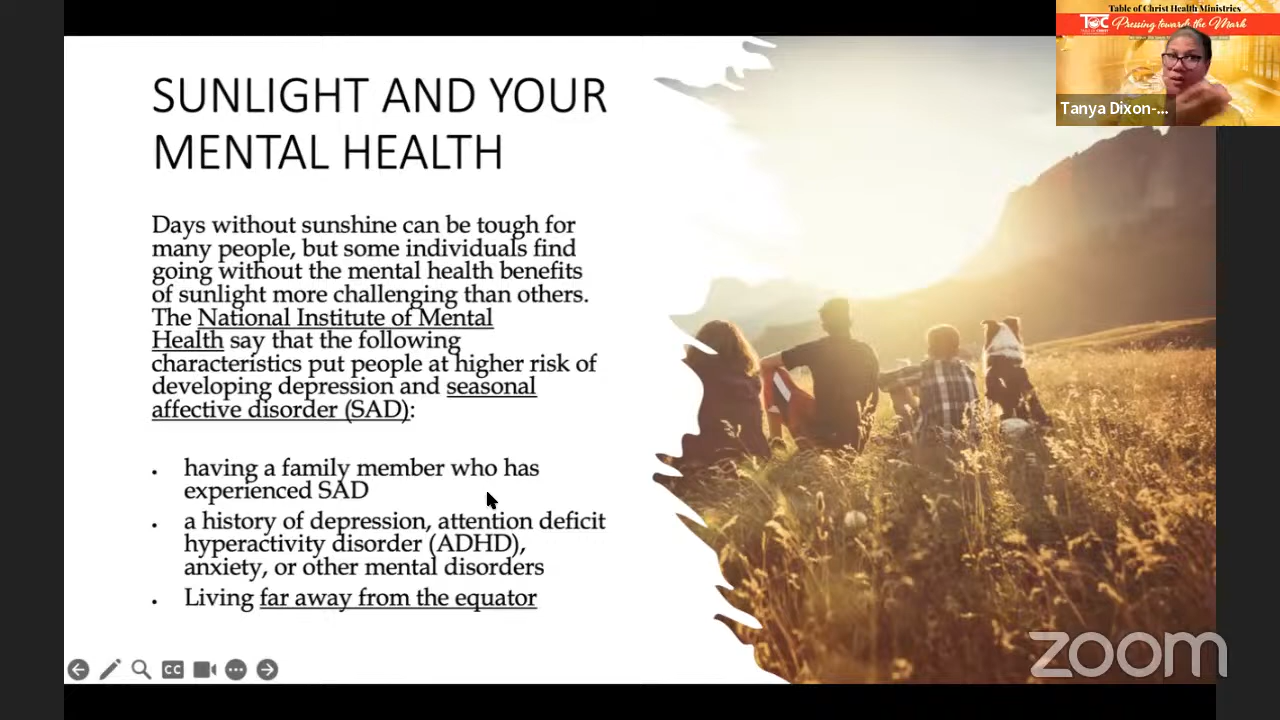 Table of Christ Health Ministries
TOC Pressing towards the Mark
Tanya Dixon-...
SUNLIGHT AND YOUR
MENTAL HEALTH
Days without sunshine can be tough for
many people, but some individuals find
going without the mental health benefits
of sunlight more challenging than others.
The National Institute of Mental
Health say that the following
characteristics put people at higher risk of
developing depression and seasonal
affective disorder (SAD):
• having a family member who has
experienced SAD
• a history of depression, attention deficit
hyperactivity disorder (ADHD),
anxiety, or other mental disorders
• Living far away from the equator
CC
zoom